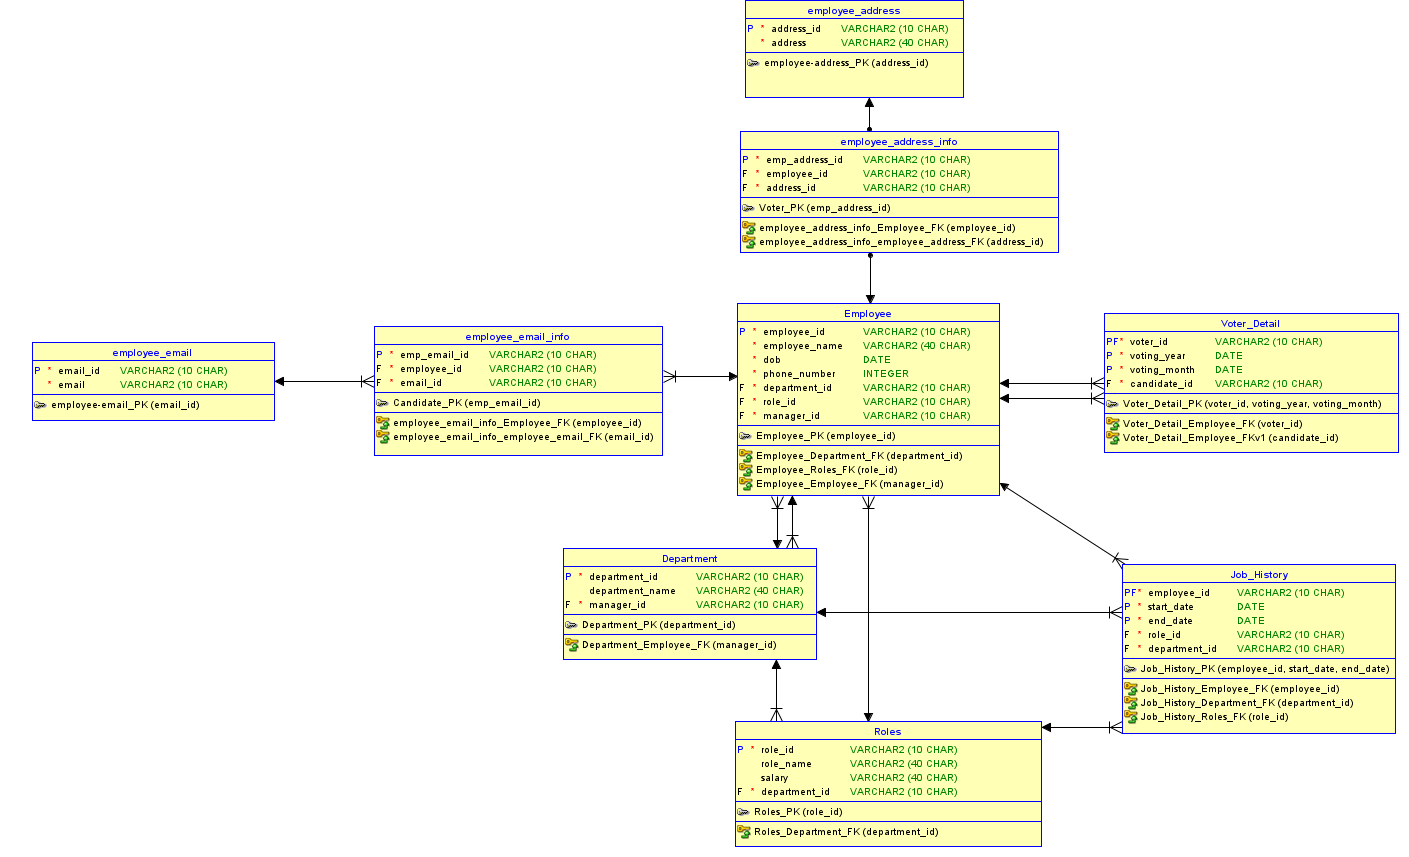 employee_address
P * address_id VARCHAR2 (10 CHAR)
* address VARCHAR2 (40 CHAR)
employee-address_PK (address_id)
employee_address_info
P * emp_address_id VARCHAR2 (10 CHAR)
F * employee_id VARCHAR2 (10 CHAR)
F * address_id VARCHAR2 (10 CHAR)
Voter_PK (emp_address_id)
employee_address_info_Employee_FK (employee_id)
employee_address_info_employee_address_FK (address_id)
employee_email
P * email_id VARCHAR2 (10 CHAR)
* email VARCHAR2 (10 CHAR)
employee-email_PK (email_id)
employee_email_info
P * emp_email_id VARCHAR2 (10 CHAR)
F * employee_id VARCHAR2 (10 CHAR)
F * email_id VARCHAR2 (10 CHAR)
Candidate_PK (emp_email_id)
employee_email_info_Employee_FK (employee_id)
employee_email_info_employee_email_FK (email_id)
Employee
P * employee_id VARCHAR2 (10 CHAR)
* employee_name VARCHAR2 (40 CHAR)
* dob DATE
* phone_number INTEGER
F * department_id VARCHAR2 (10 CHAR)
F * role_id VARCHAR2 (10 CHAR)
F * manager_id VARCHAR2 (10 CHAR)
Employee_PK (employee_id)
Employee_Department_FK (department_id)
Employee_Roles_FK (role_id)
Employee_Employee_FK (manager_id)
Voter_Detail
PF* voter_id VARCHAR2 (10 CHAR)
P * voting_year DATE
P * voting_month DATE
F * candidate_id VARCHAR2 (10 CHAR)
Voter_Detail_PK (voter_id, voting_year, voting_month)
Voter_Detail_Employee_FK (voter_id)
Voter_Detail_Employee_FKv1 (candidate_id)
Department
P * department_id VARCHAR2 (10 CHAR)
department_name VARCHAR2 (40 CHAR)
F * manager_id VARCHAR2 (10 CHAR)
Department_PK (department_id)
Department_Employee_FK (manager_id)
Job_History
PF* employee_id VARCHAR2 (10 CHAR)
P * start_date DATE
P * end_date DATE
F * role_id VARCHAR2 (10 CHAR)
F * department_id VARCHAR2 (10 CHAR)
Job_History_PK (employee_id, start_date, end_date)
Job_History_Employee_FK (employee_id)
Job_History_Department_FK (department_id)
Job_History_Roles_FK (role_id)
Roles
P * role_id VARCHAR2 (10 CHAR)
role_name VARCHAR2 (40 CHAR)
salary VARCHAR2 (40 CHAR)
F * department_id VARCHAR2 (10 CHAR)
Roles_PK (role_id)
Roles_Department_FK (department_id)